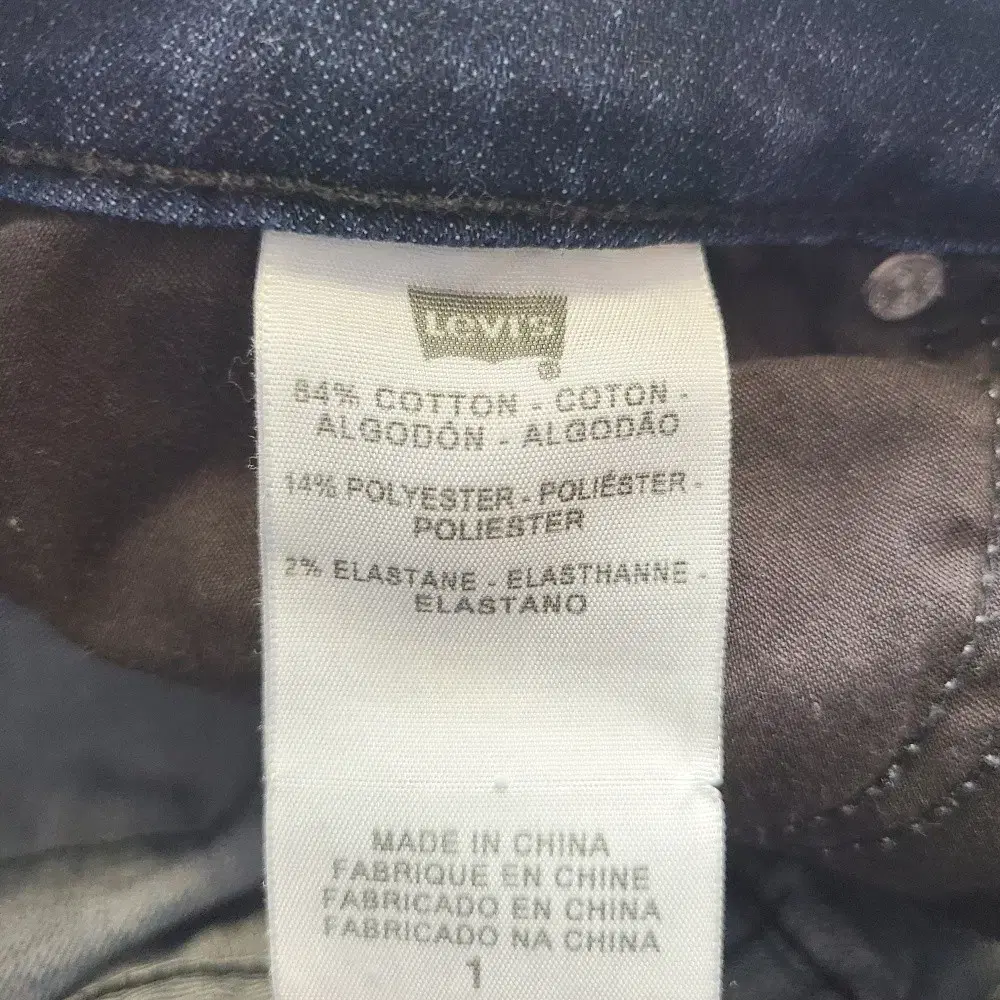 Levi's
®
84% COTTON - COTON -
ALGODÓN - ALGODÃO
14% POLYESTER - POLIÉSTER -
POLIESTER
2% ELASTANE - ELASTHANNE -
ELASTANO
MADE IN CHINA
FABRIQUE EN CHINE
FABRICADO EN CHINA
FABRICADO NA CHINA
1